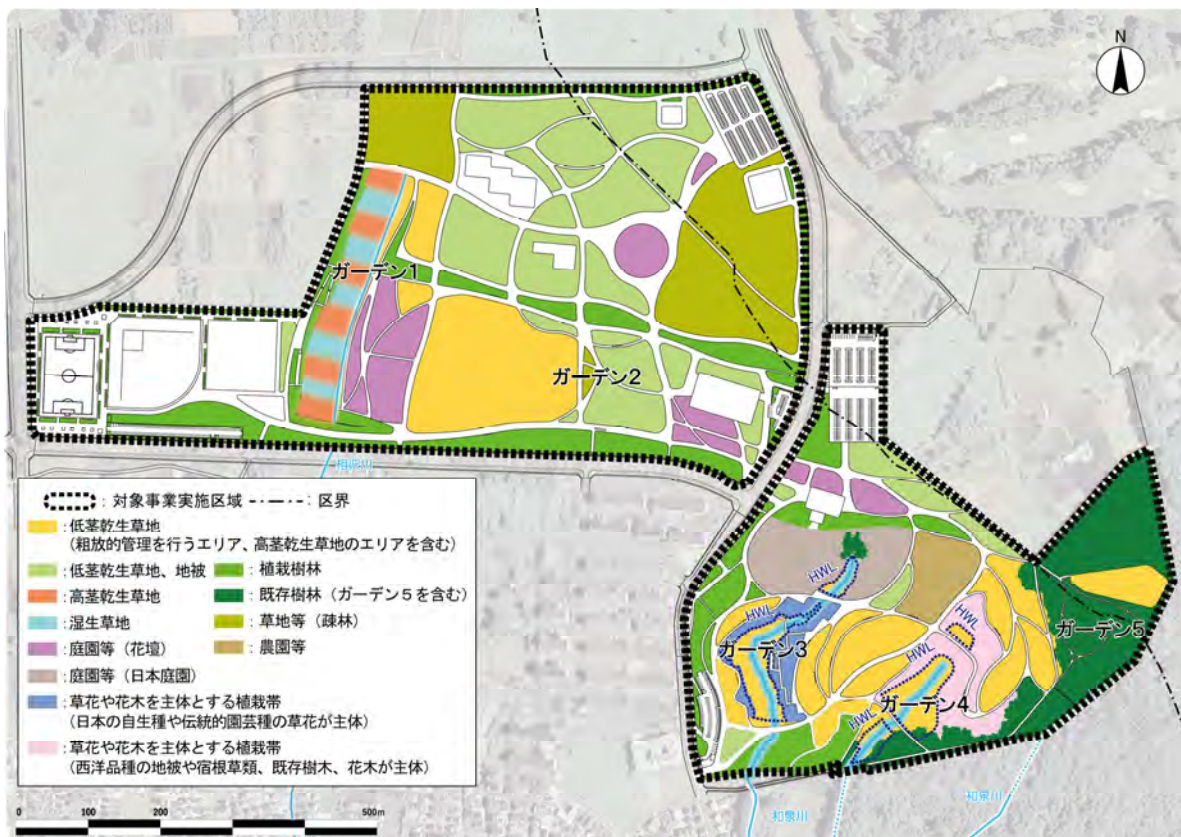 N
ガーデン1
ガーデン2
相沢川
HWL
HWL
HWL
HWL
ガーデン3
ガーデン5
ガーデン4
HWL
和泉川
和泉川
：対象事業実施区域 ：区界
：低茎乾生草地
（粗放的管理を行うエリア、高茎乾生草地のエリアを含む）
：低茎乾生草地、地被 ：植栽樹林
：高茎乾生草地 ：既存樹林（ガーデン５を含む）
：湿生草地 ：草地等（疎林）
：庭園等（花壇） ：農園等
：庭園等（日本庭園）
：草花や花木を主体とする植栽帯
（日本の自生種や伝統的園芸種の草花が主体）
：草花や花木を主体とする植栽帯
（西洋品種の地被や宿根草類、既存樹木、花木が主体）
0 100 200 500m